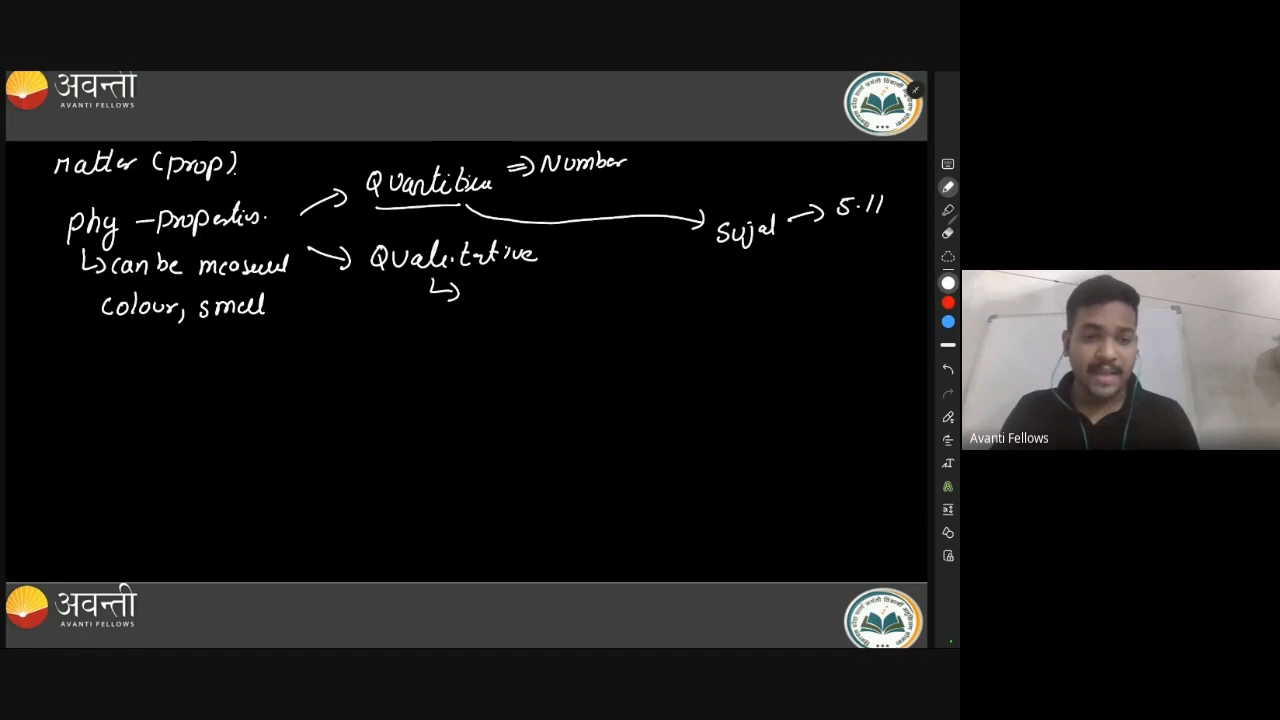 अवन्ती
AVANTI FELLOWS
Matter (prop).
phy - properties.
↳ can be measured
colour, smell
Quantitive ⇒ Number
Qualitative
↳
Sujal → 5.11
Avanti Fellows
अवन्ती
AVANTI FELLOWS